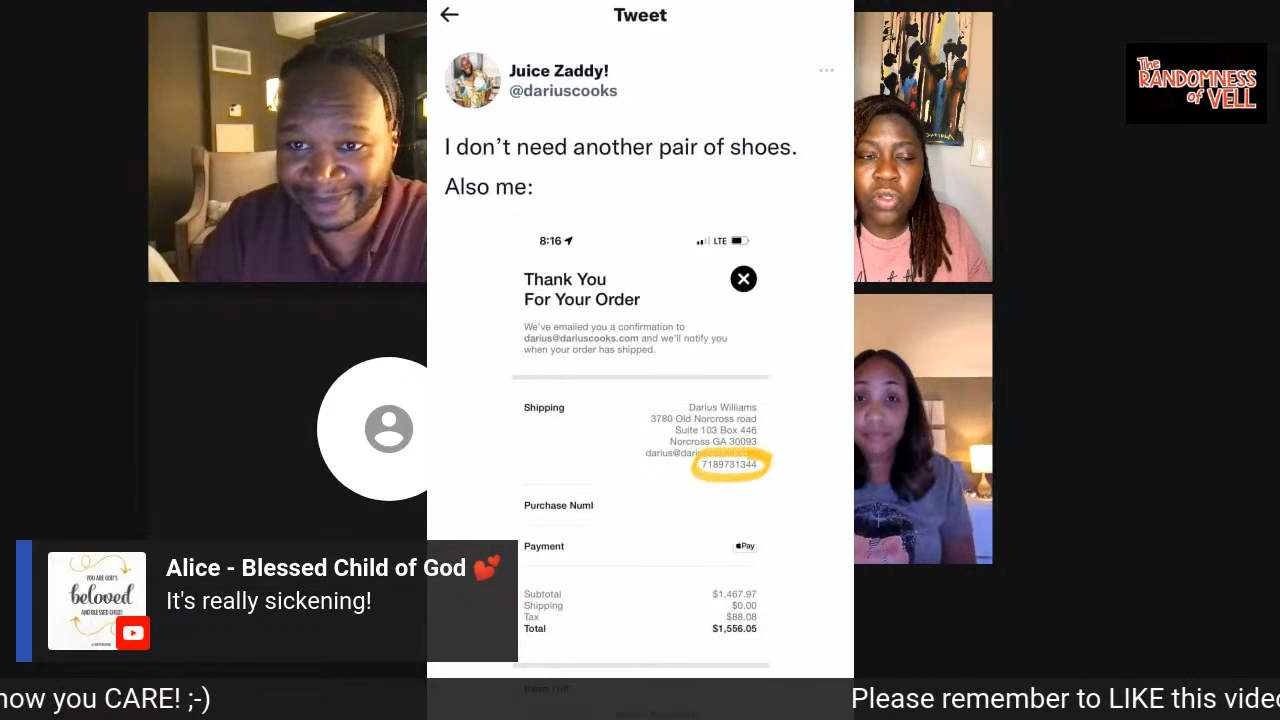 Tweet
Juice Zaddy!
@dariuscooks
I don't need another pair of shoes.
Also me:
8:16
LTE
Thank You
For Your Order
We've emailed you a confirmation to
darius@dariuscooks.com and we'll notify you
when your order has shipped.
Shipping
Darius Williams
3780 Old Norcross road
Suite 103 Box 446
Norcross GA 30093
7189731344
Purchase Numl
Payment
Pay
Subtotal $1,467.97
Shipping $0.00
Tax $88.08
Total $1,556.05
The
RANDOMNESS
of VELL
YOU ARE GOD'S
beloved
AND BLESSED CHILD!
Alice - Blessed Child of God 💕
It's really sickening!
now you CARE! ;-)
Please remember to LIKE this video